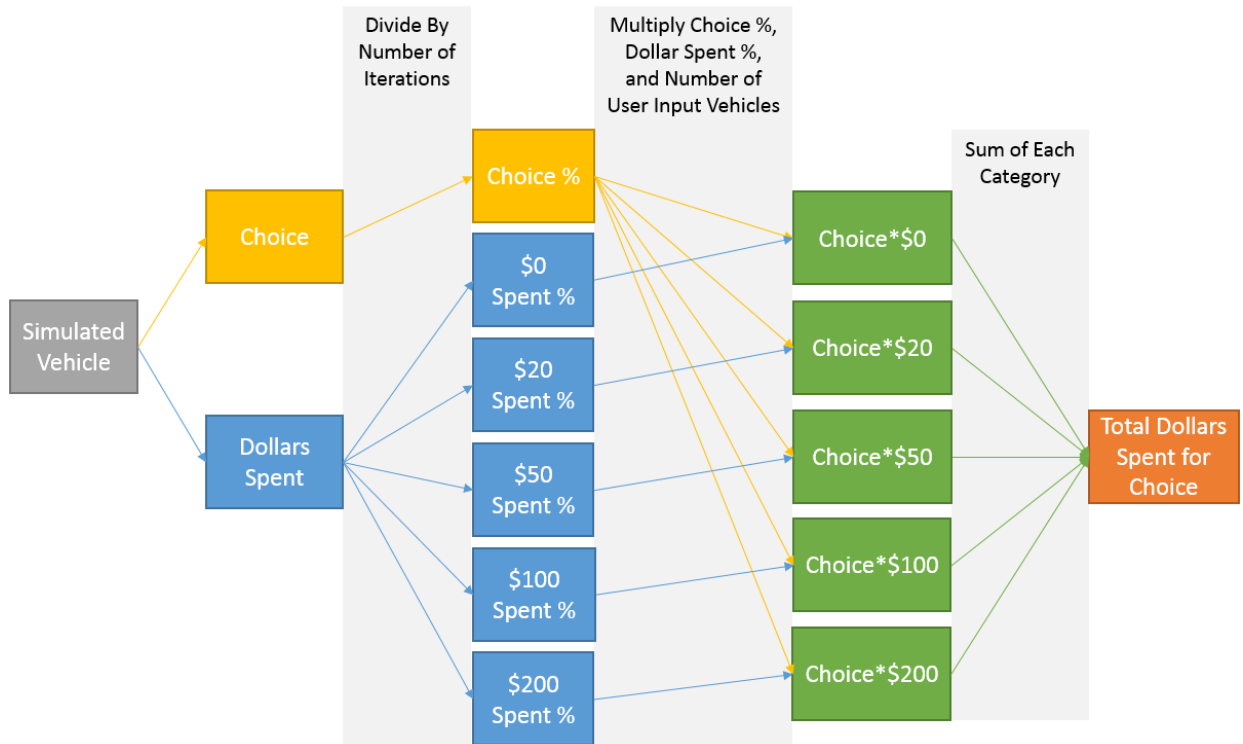 Divide By
Number of
Iterations
Multiply Choice %,
Dollar Spent %,
and Number of
User Input Vehicles
Sum of Each
Category
Simulated
Vehicle
Choice
Dollars
Spent
Choice %
$0
Spent %
$20
Spent %
$50
Spent %
$100
Spent %
$200
Spent %
Choice*$0
Choice*$20
Choice*$50
Choice*$100
Choice*$200
Total Dollars
Spent for
Choice